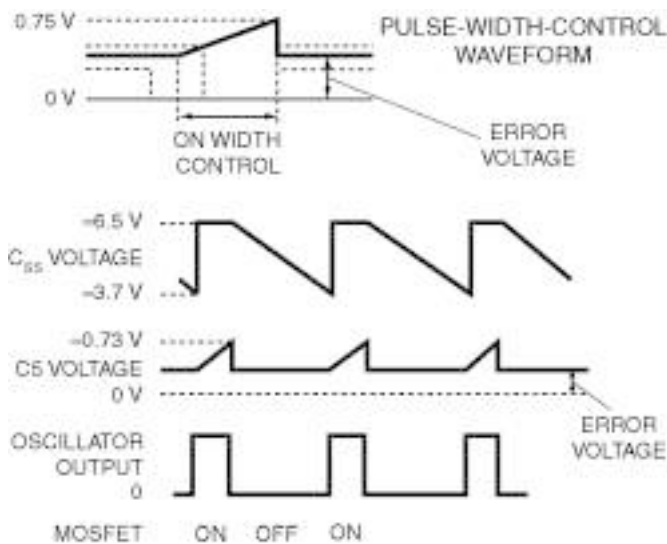 0.75 V
PULSE-WIDTH-CONTROL
WAVEFORM
0 V
ON WIDTH
CONTROL
ERROR
VOLTAGE
≈6.5 V
CSS VOLTAGE
≈3.7 V
≈0.73 V
C5 VOLTAGE
0 V
ERROR
VOLTAGE
OSCILLATOR
OUTPUT
0
MOSFET ON OFF ON